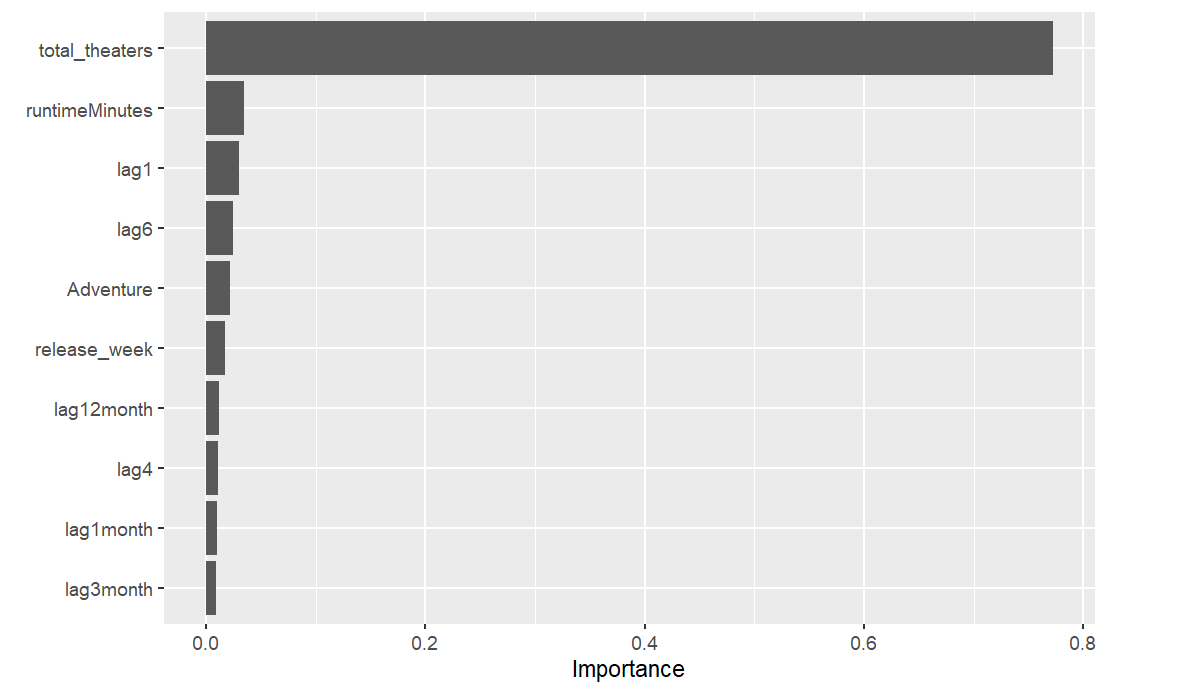 total_theaters
runtimeMinutes
lag1
lag6
Adventure
release_week
lag12month
lag4
lag1month
lag3month
0.0 0.2 0.4 0.6 0.8
Importance